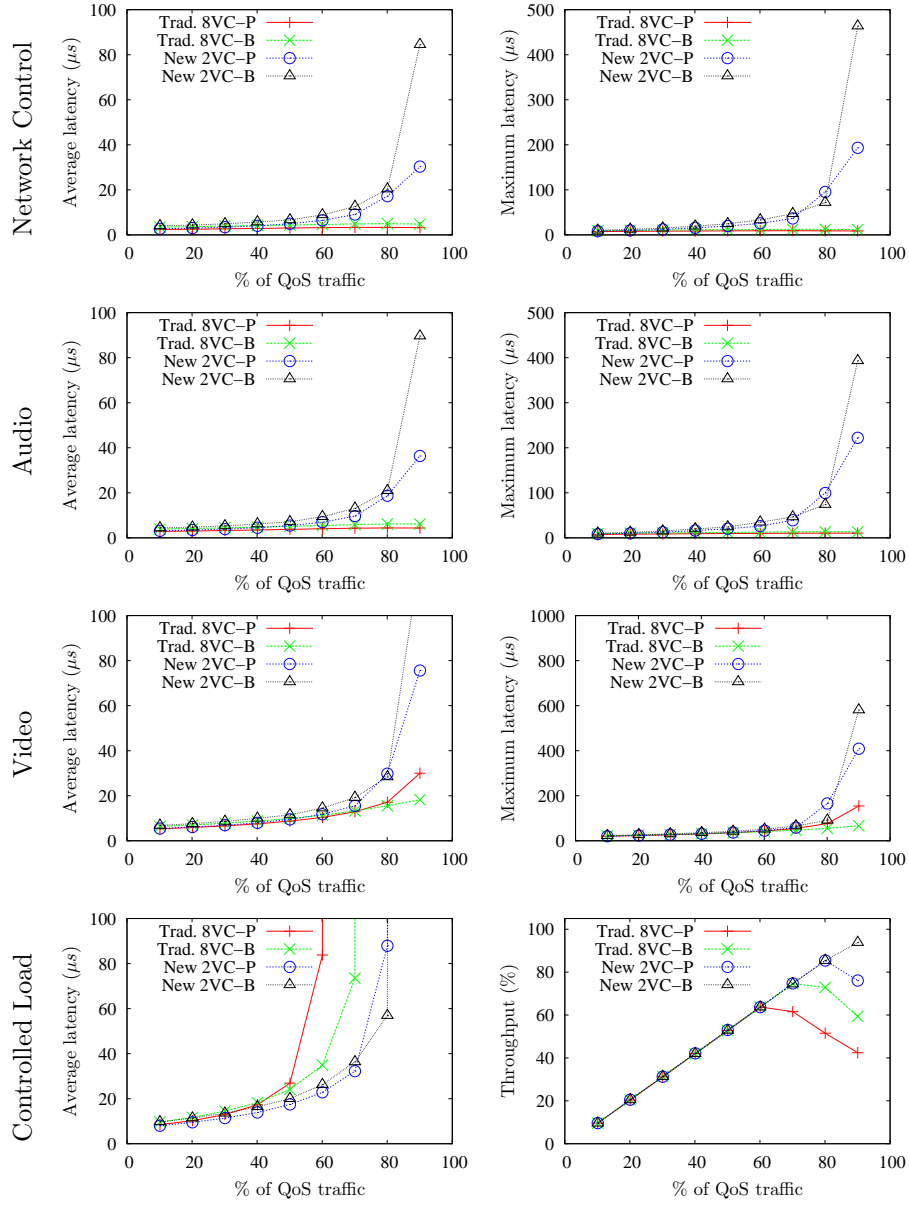 Network Control
Average latency (μs)
100
80
60
40
20
0
0 20 40 60 80 100
% of QoS traffic
Trad. 8VC−P
Trad. 8VC−B
New 2VC−P
New 2VC−B
Maximum latency (μs)
500
400
300
200
100
0
0 20 40 60 80 100
% of QoS traffic
Trad. 8VC−P
Trad. 8VC−B
New 2VC−P
New 2VC−B
Audio
Average latency (μs)
100
80
60
40
20
0
0 20 40 60 80 100
% of QoS traffic
Trad. 8VC−P
Trad. 8VC−B
New 2VC−P
New 2VC−B
Maximum latency (μs)
500
400
300
200
100
0
0 20 40 60 80 100
% of QoS traffic
Trad. 8VC−P
Trad. 8VC−B
New 2VC−P
New 2VC−B
Video
Average latency (μs)
100
80
60
40
20
0
0 20 40 60 80 100
% of QoS traffic
Trad. 8VC−P
Trad. 8VC−B
New 2VC−P
New 2VC−B
Maximum latency (μs)
1000
800
600
400
200
0
0 20 40 60 80 100
% of QoS traffic
Trad. 8VC−P
Trad. 8VC−B
New 2VC−P
New 2VC−B
Controlled Load
Average latency (μs)
100
80
60
40
20
0
0 20 40 60 80 100
% of QoS traffic
Trad. 8VC−P
Trad. 8VC−B
New 2VC−P
New 2VC−B
Throughput (%)
100
80
60
40
20
0
0 20 40 60 80 100
% of QoS traffic
Trad. 8VC−P
Trad. 8VC−B
New 2VC−P
New 2VC−B